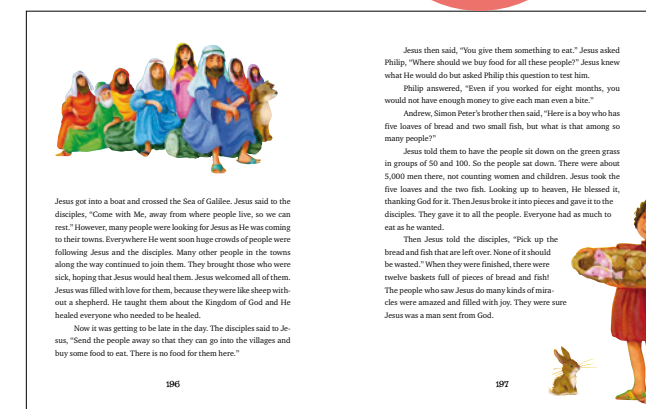 Jesus got into a boat and crossed the Sea of Galilee. Jesus said to the
disciples, “Come with Me, away from where people live, so we can
rest.” However, many people were looking for Jesus as He was coming
to their towns. Everywhere He went soon huge crowds of people were
following Jesus and the disciples. Many other people in the towns
along the way continued to join them. They brought those who were
sick, hoping that Jesus would heal them. Jesus welcomed all of them.
Jesus was filled with love for them, because they were like sheep with-
out a shepherd. He taught them about the Kingdom of God and He
healed everyone who needed to be healed.
Now it was getting to be late in the day. The disciples said to Je-
sus, “Send the people away so that they can go into the villages and
buy some food to eat. There is no food for them here.”
196
Jesus then said, “You give them something to eat.” Jesus asked
Philip, “Where should we buy food for all these people?” Jesus knew
what He would do but asked Philip this question to test him.
Philip answered, “Even if you worked for eight months, you
would not have enough money to give each man even a bite.”
Andrew, Simon Peter’s brother then said, “Here is a boy who has
five loaves of bread and two small fish, but what is that among so
many people?”
Jesus told them to have the people sit down on the green grass
in groups of 50 and 100. So the people sat down. There were about
5,000 men there, not counting women and children. Jesus took the
five loaves and the two fish. Looking up to heaven, He blessed it,
thanking God for it. Then Jesus broke it into pieces and gave it to the
disciples. They gave it to all the people. Everyone had as much to
eat as he wanted.
Then Jesus told the disciples, “Pick up the
bread and fish that are left over. None of it should
be wasted.” When they were finished, there were
twelve baskets full of pieces of bread and fish!
The people who saw Jesus do many kinds of mira-
cles were amazed and filled with joy. They were sure
Jesus was a man sent from God.
197